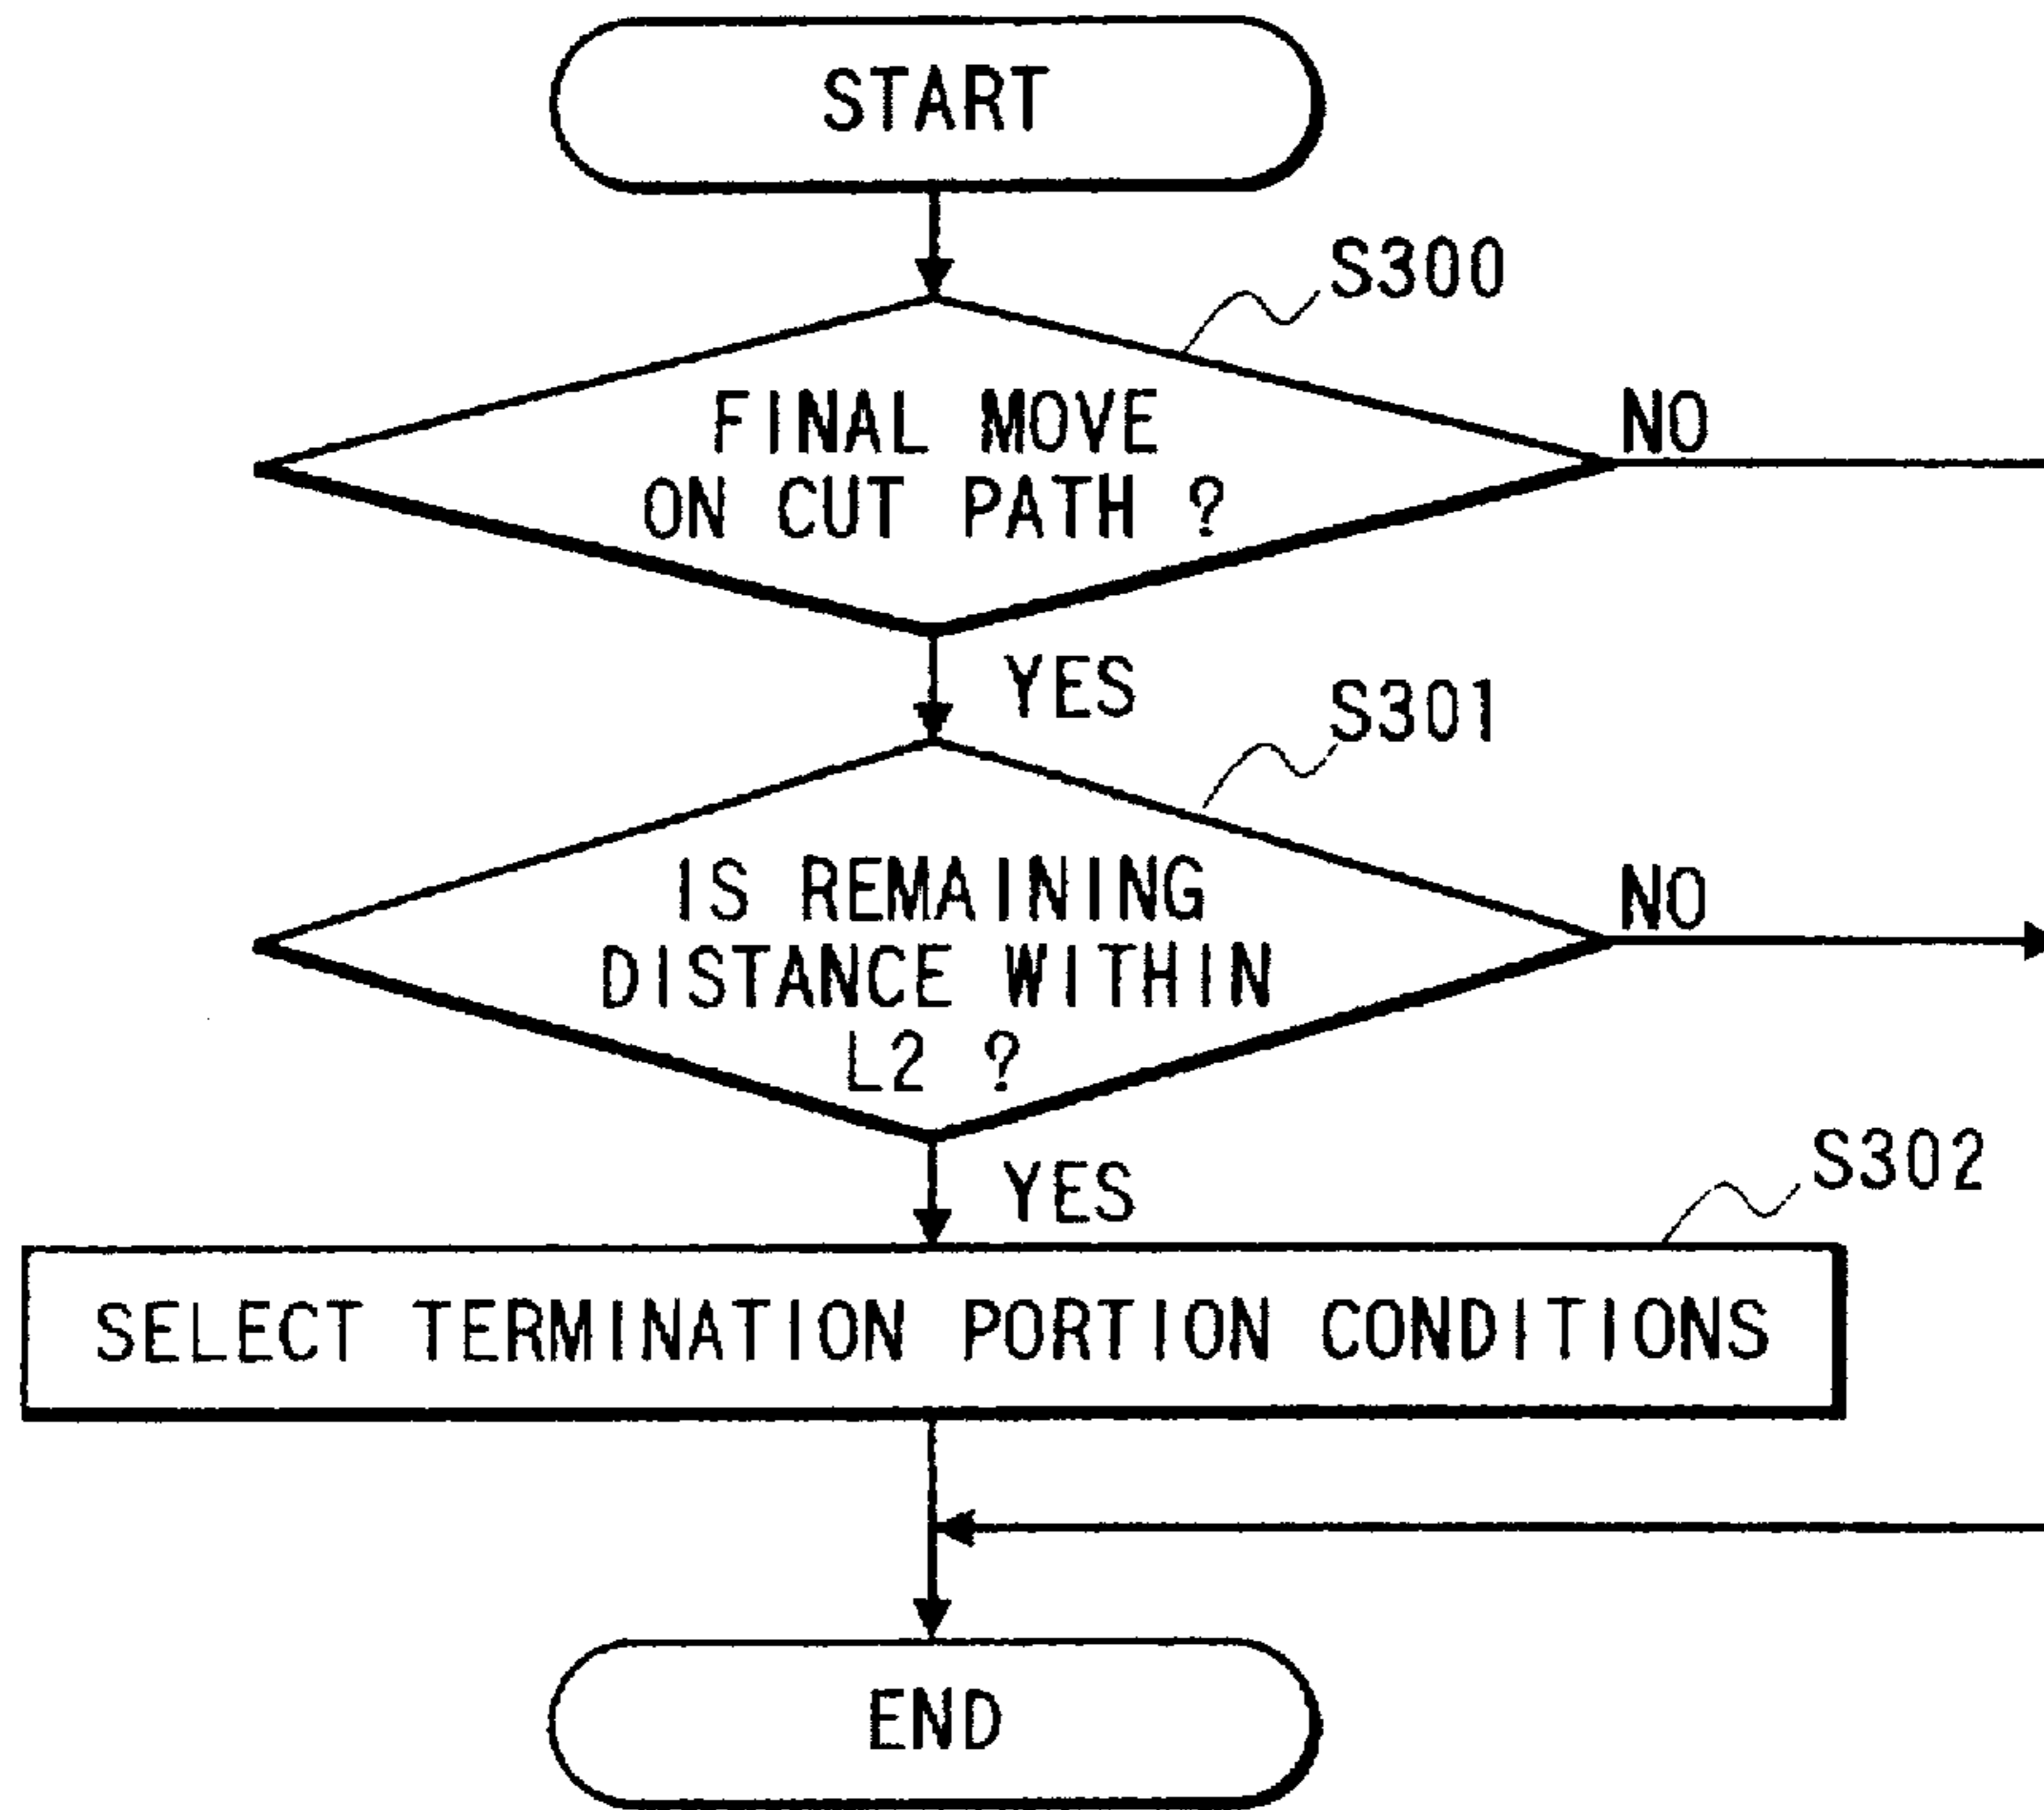 START
S300
FINAL MOVE
NO
ON CUT PATH ?
YES
S301
IS REMAINING
NO
DISTANCE WITHIN
L2 ?
YES
S302
SELECT TERMINATION PORTION CONDITIONS
END